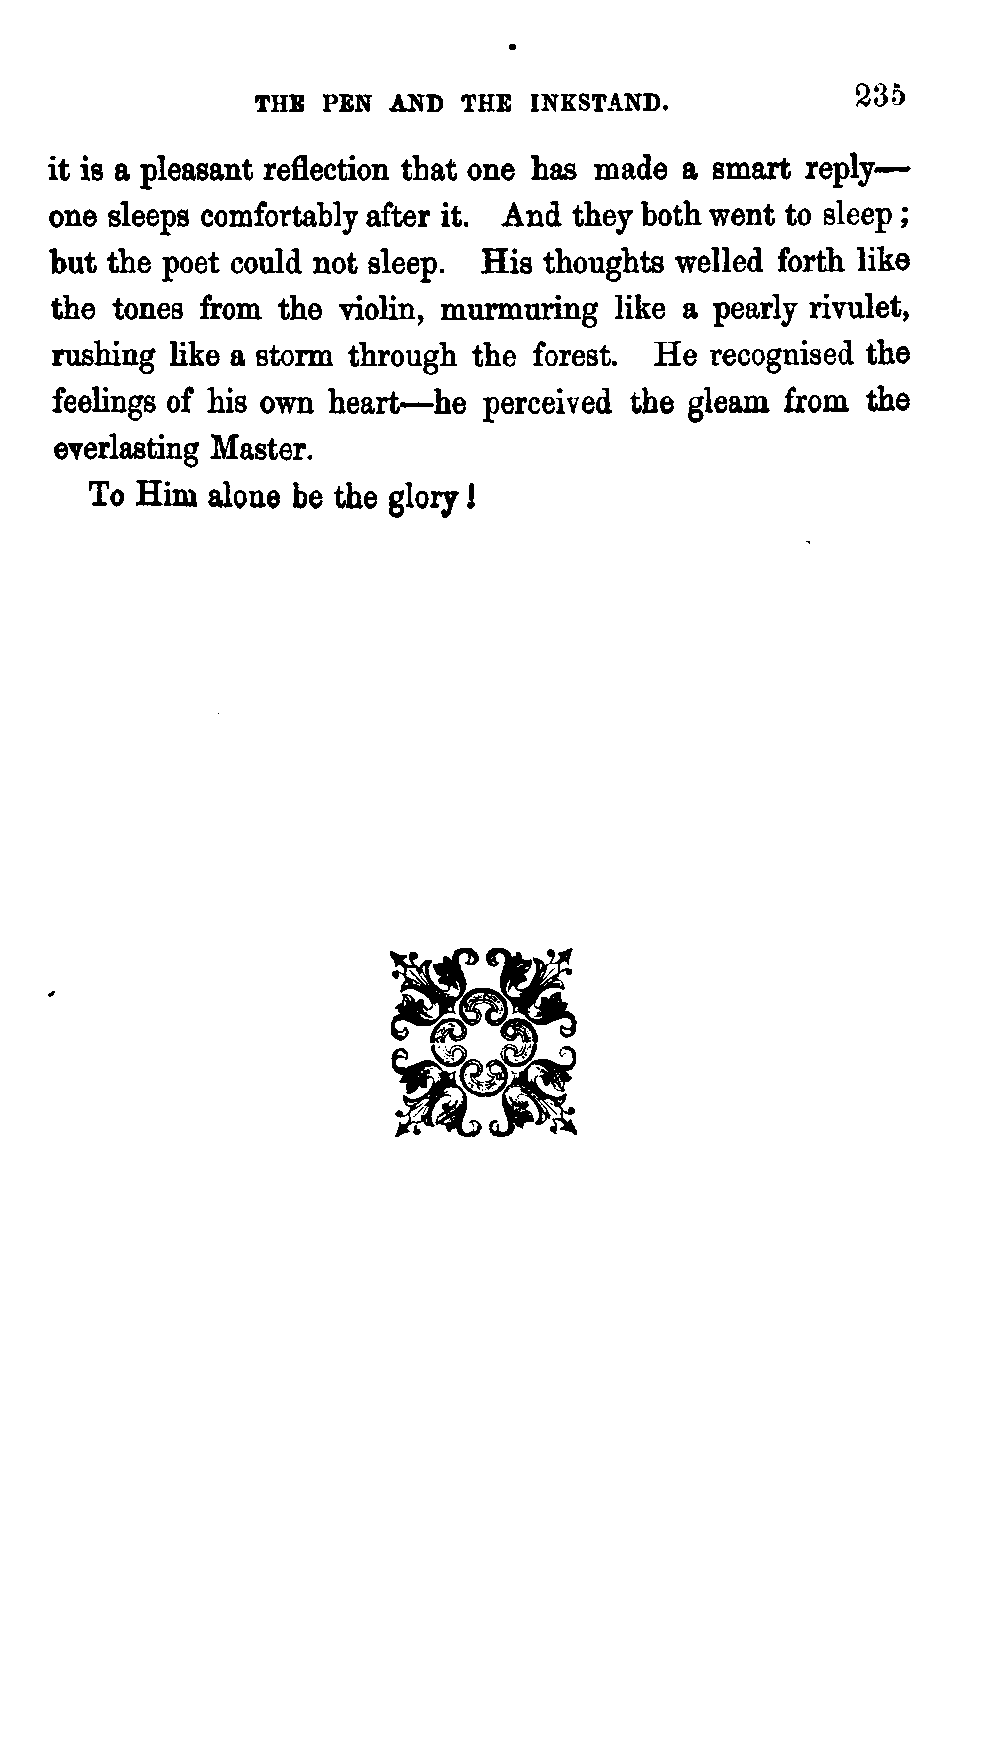 THE PEN AND THE INKSTAND. 235
it is a pleasant reflection that one has made a smart reply—
one sleeps comfortably after it. And they both went to sleep;
but the poet could not sleep. His thoughts welled forth like
the tones from the violin, murmuring like a pearly rivulet,
rushing like a storm through the forest. He recognised the
feelings of his own heart—he perceived the gleam from the
everlasting Master.
To Him alone be the glory!